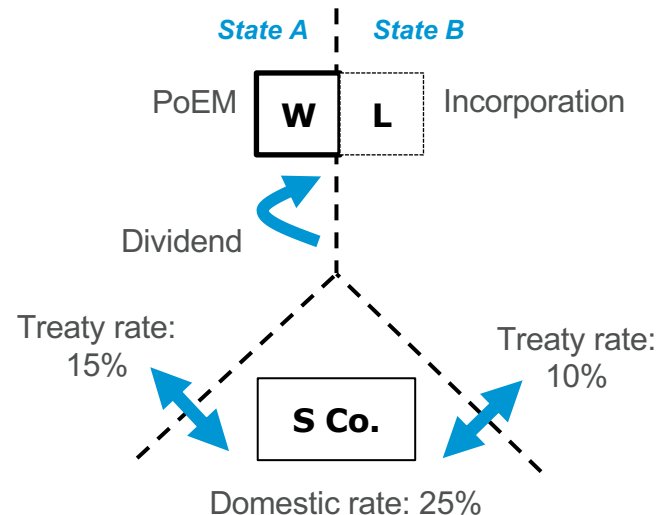 State A
State B
PoEM
W
L
Incorporation
Dividend
Treaty rate:
15%
Treaty rate:
10%
S Co.
Domestic rate: 25%